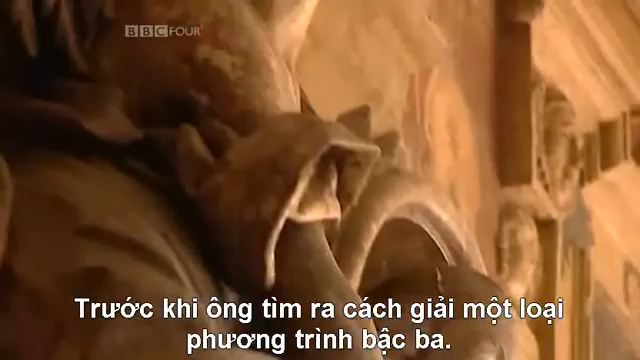 BBC FOUR
Trước khi ông tìm ra cách giải một loại
phương trình bậc ba.